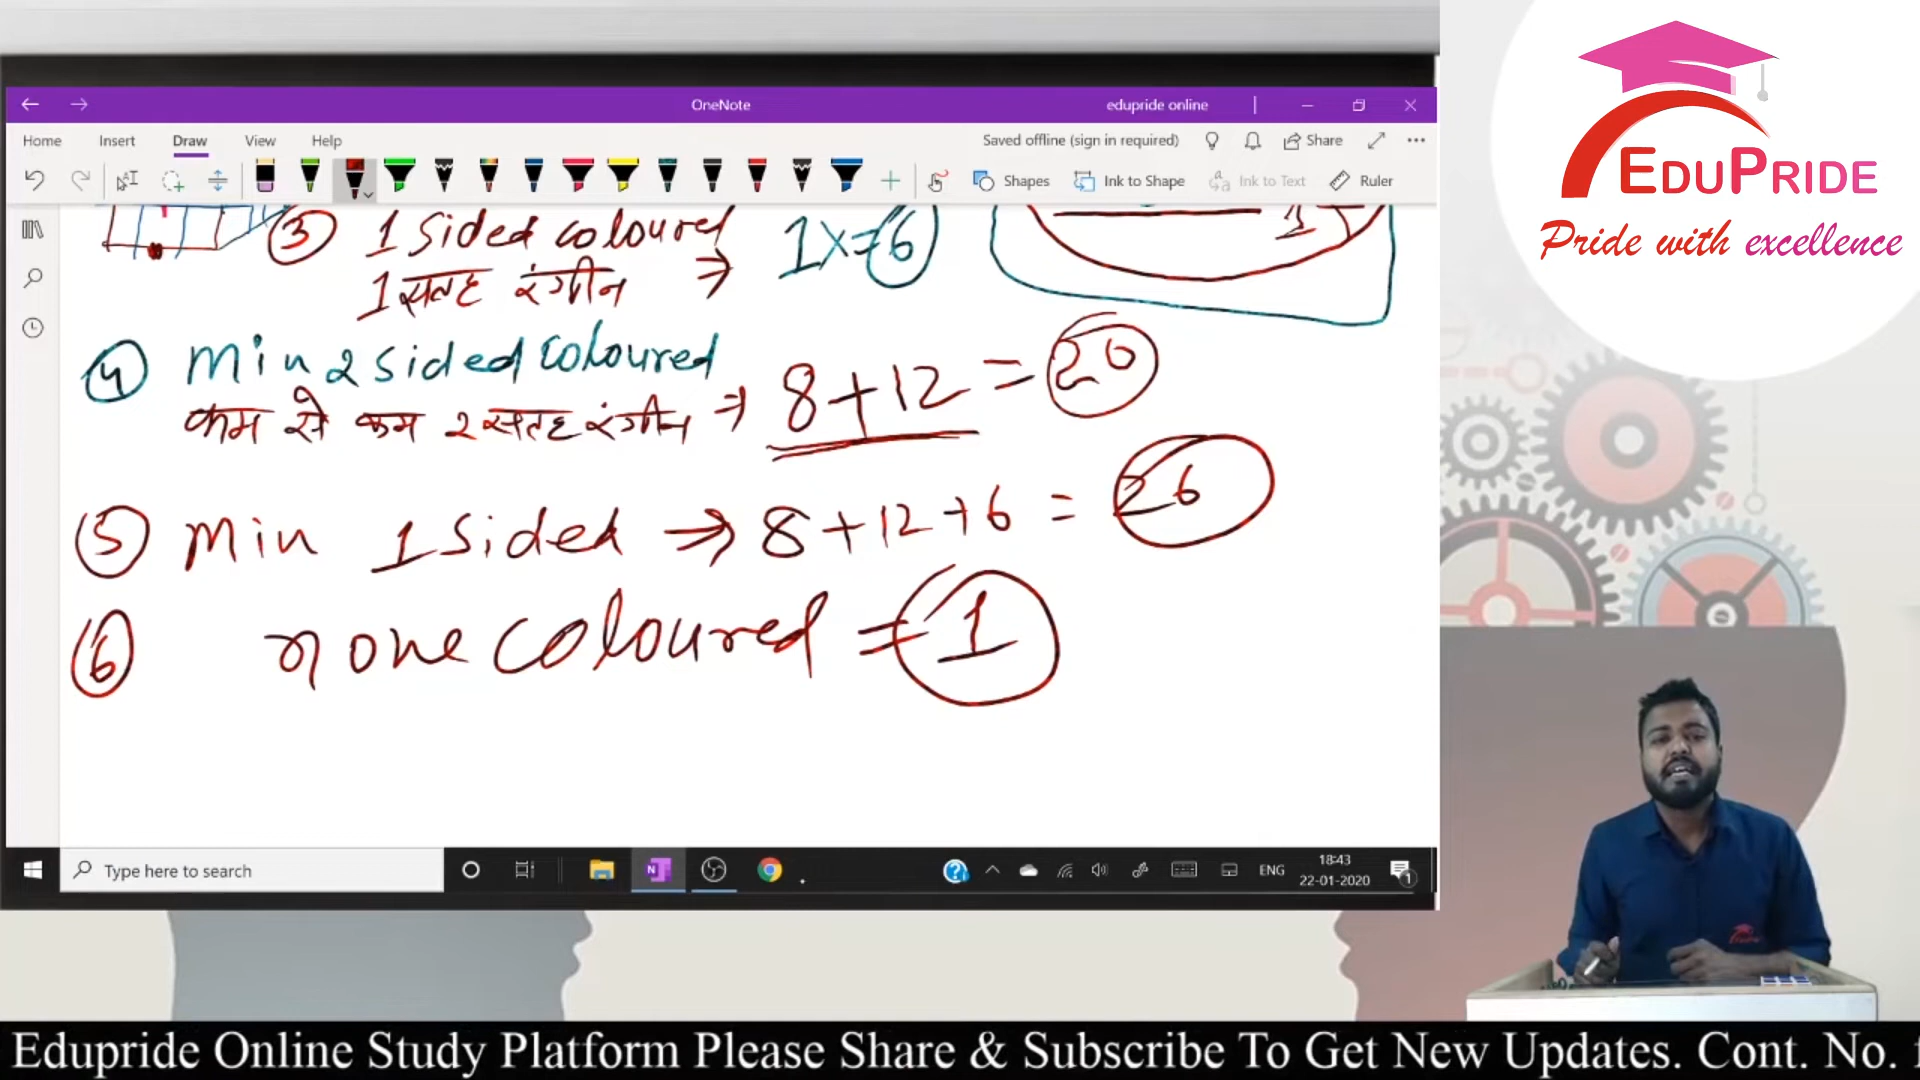 OneNote
edupride online
Home Insert Draw View Help
Saved offline (sign in required)
Share
Shapes
Ink to Shape
Ink to Text
Ruler
EDUPRIDE
Pride with excellence
③ 1 sided coloured
1x=6
1 सतह रंगीन →
④ Min 2 sided coloured
कम से कम 2 सतह रंगीन ⇒ 8+12 = 20
⑤ Min 1 sided → 8+12+6 = 26
⑥ none coloured = 1
Type here to search
ENG
18:43
22-01-2020
1
Edupride Online Study Platform Please Share & Subscribe To Get New Updates. Cont. No.